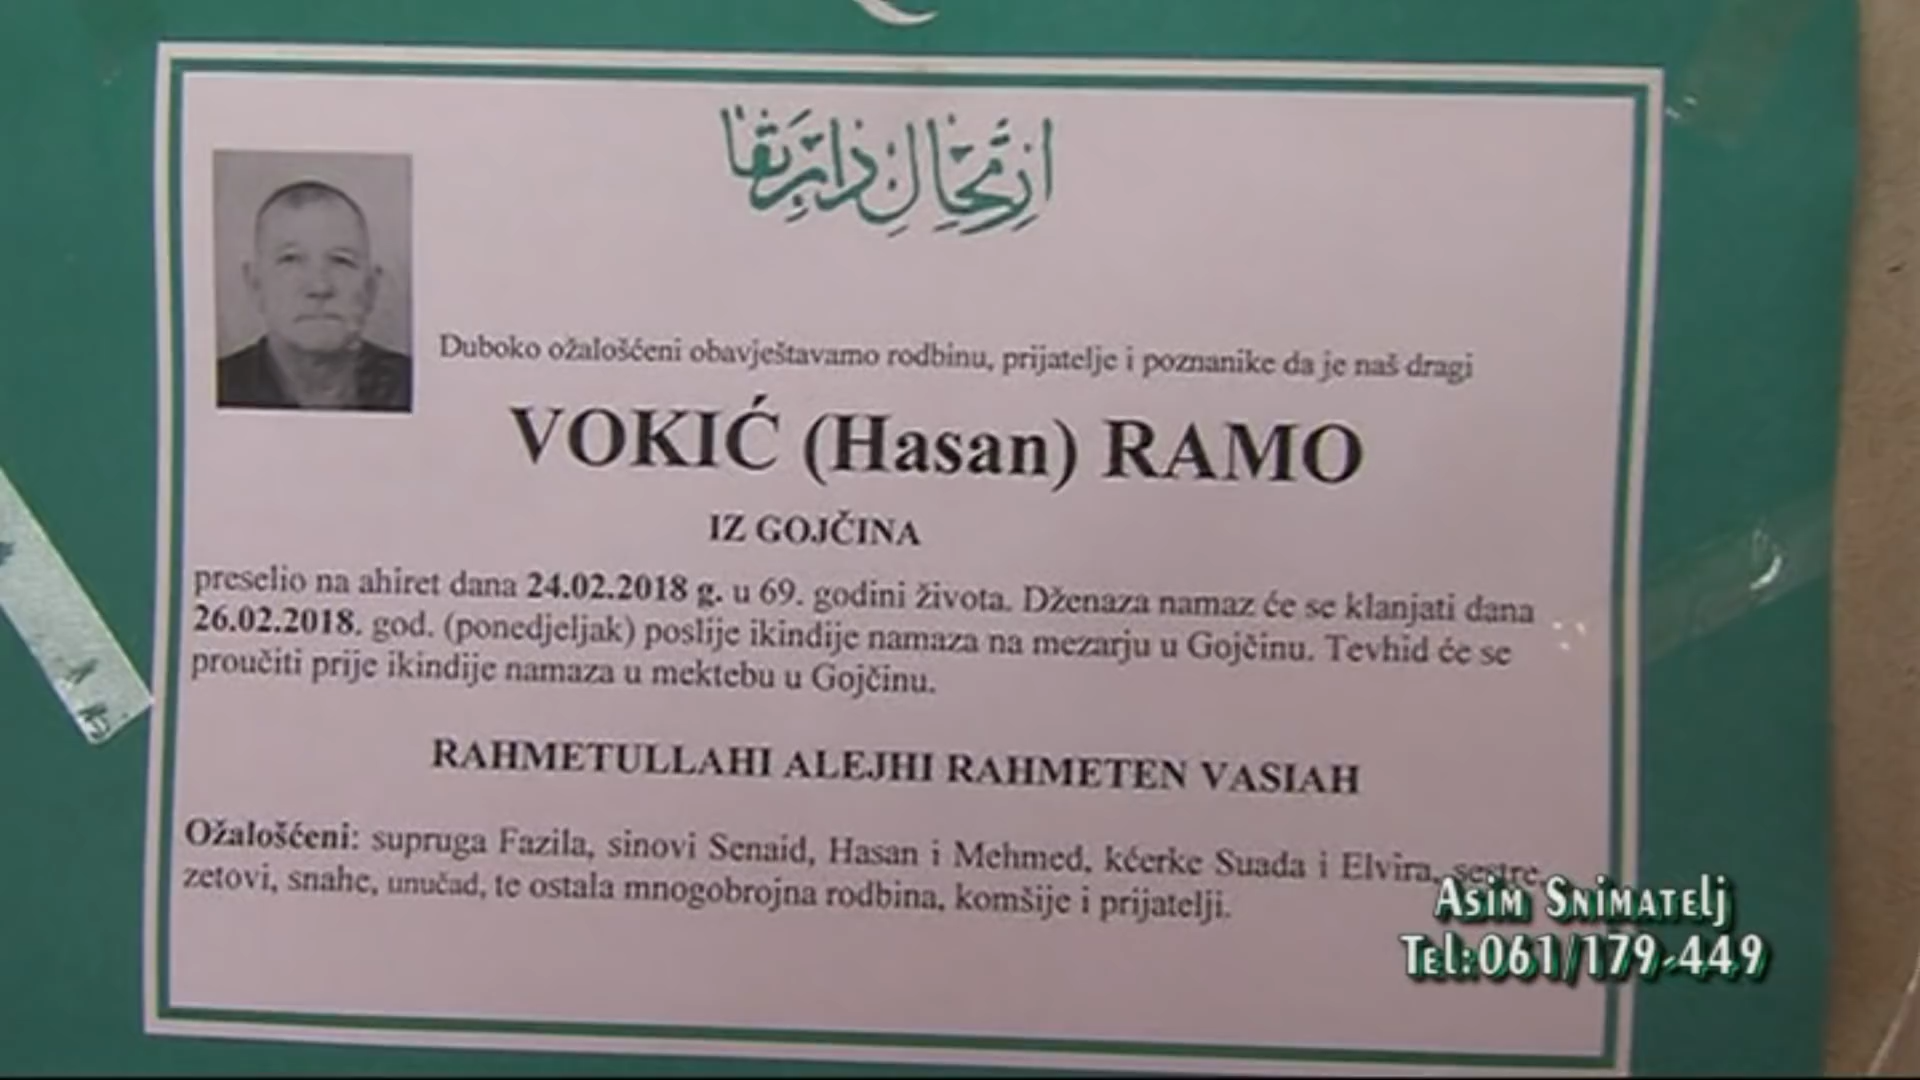 ارتحال دار بقا
Duboko ožalošćeni obavještavamo rodbinu, prijatelje i poznanike da je naš dragi
VOKIĆ (Hasan) RAMO
IZ GOJČINA
preselio na ahiret dana 24.02.2018 g. u 69. godini života. Dženaza namaz će se klanjati dana
26.02.2018. god. (ponedjeljak) poslije ikindije namaza na mezarju u Gojčinu. Tevhid će se
proučiti prije ikindije namaza u mektebu u Gojčinu.
RAHMETULLAHI ALEJHI RAHMETEN VASIAH
Ožalošćeni: supruga Fazila, sinovi Senaid, Hasan i Mehmed, kćerke Suada i Elvira, sestre,
zetovi, snahe, unučad, te ostala mnogobrojna rodbina, komšije i prijatelji.
Asim Snimatelj
Tel:061/179-449